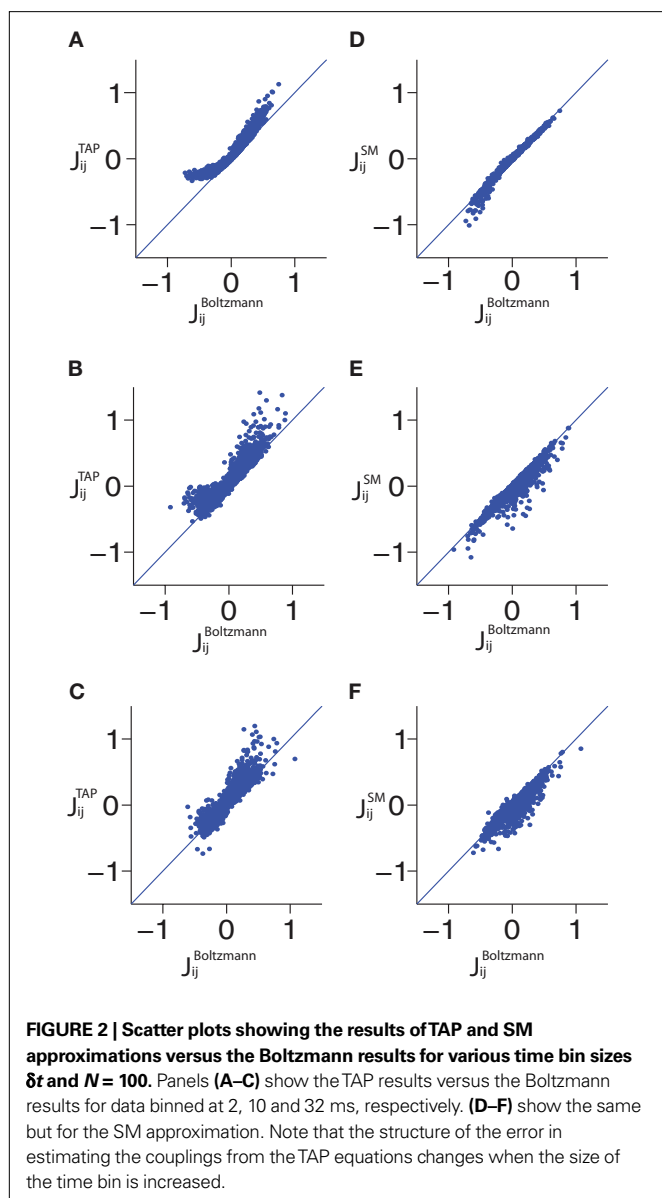 A
1
0
−1
J_ij^TAP
−1 0 1
J_ij^Boltzmann
D
1
0
−1
J_ij^SM
−1 0 1
J_ij^Boltzmann
B
1
0
−1
J_ij^TAP
−1 0 1
J_ij^Boltzmann
E
1
0
−1
J_ij^SM
−1 0 1
J_ij^Boltzmann
C
1
0
−1
J_ij^TAP
−1 0 1
J_ij^Boltzmann
F
1
0
−1
J_ij^SM
−1 0 1
J_ij^Boltzmann
FIGURE 2 | Scatter plots showing the results of TAP and SM
approximations versus the Boltzmann results for various time bin sizes
δt and N = 100. Panels (A–C) show the TAP results versus the Boltzmann
results for data binned at 2, 10 and 32 ms, respectively. (D–F) show the same
but for the SM approximation. Note that the structure of the error in
estimating the couplings from the TAP equations changes when the size of
the time bin is increased.